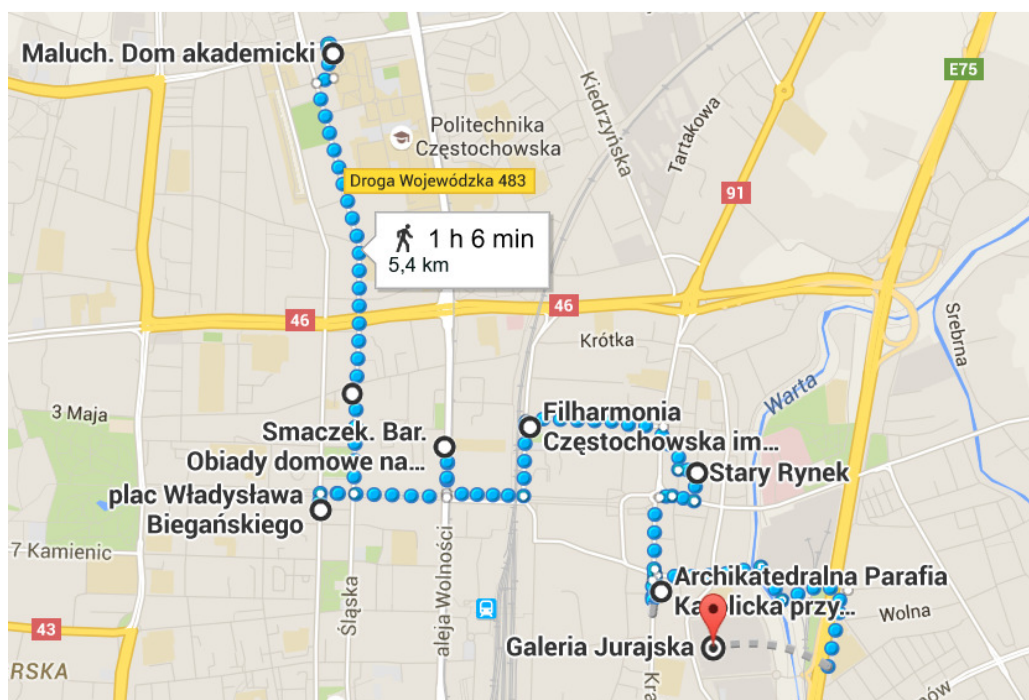 Maluch. Dom akademicki
Kiedrzyńska
E75
Politechnika
Częstochowska
Tartakowa
Droga Wojewódzka 483
91
1 h 6 min
5,4 km
46
46
Krótka
Srebrna
Warta
3 Maja
Smaczek. Bar.
Obiady domowe na...
Filharmonia
Częstochowska im...
Stary Rynek
plac Władysława
Biegańskiego
7 Kamienic
Śląska
aleja Wolności
Archikatedralna Parafia
Katolicka przy...
Wolna
43
Galeria Jurajska
RSKA
Kra
ów